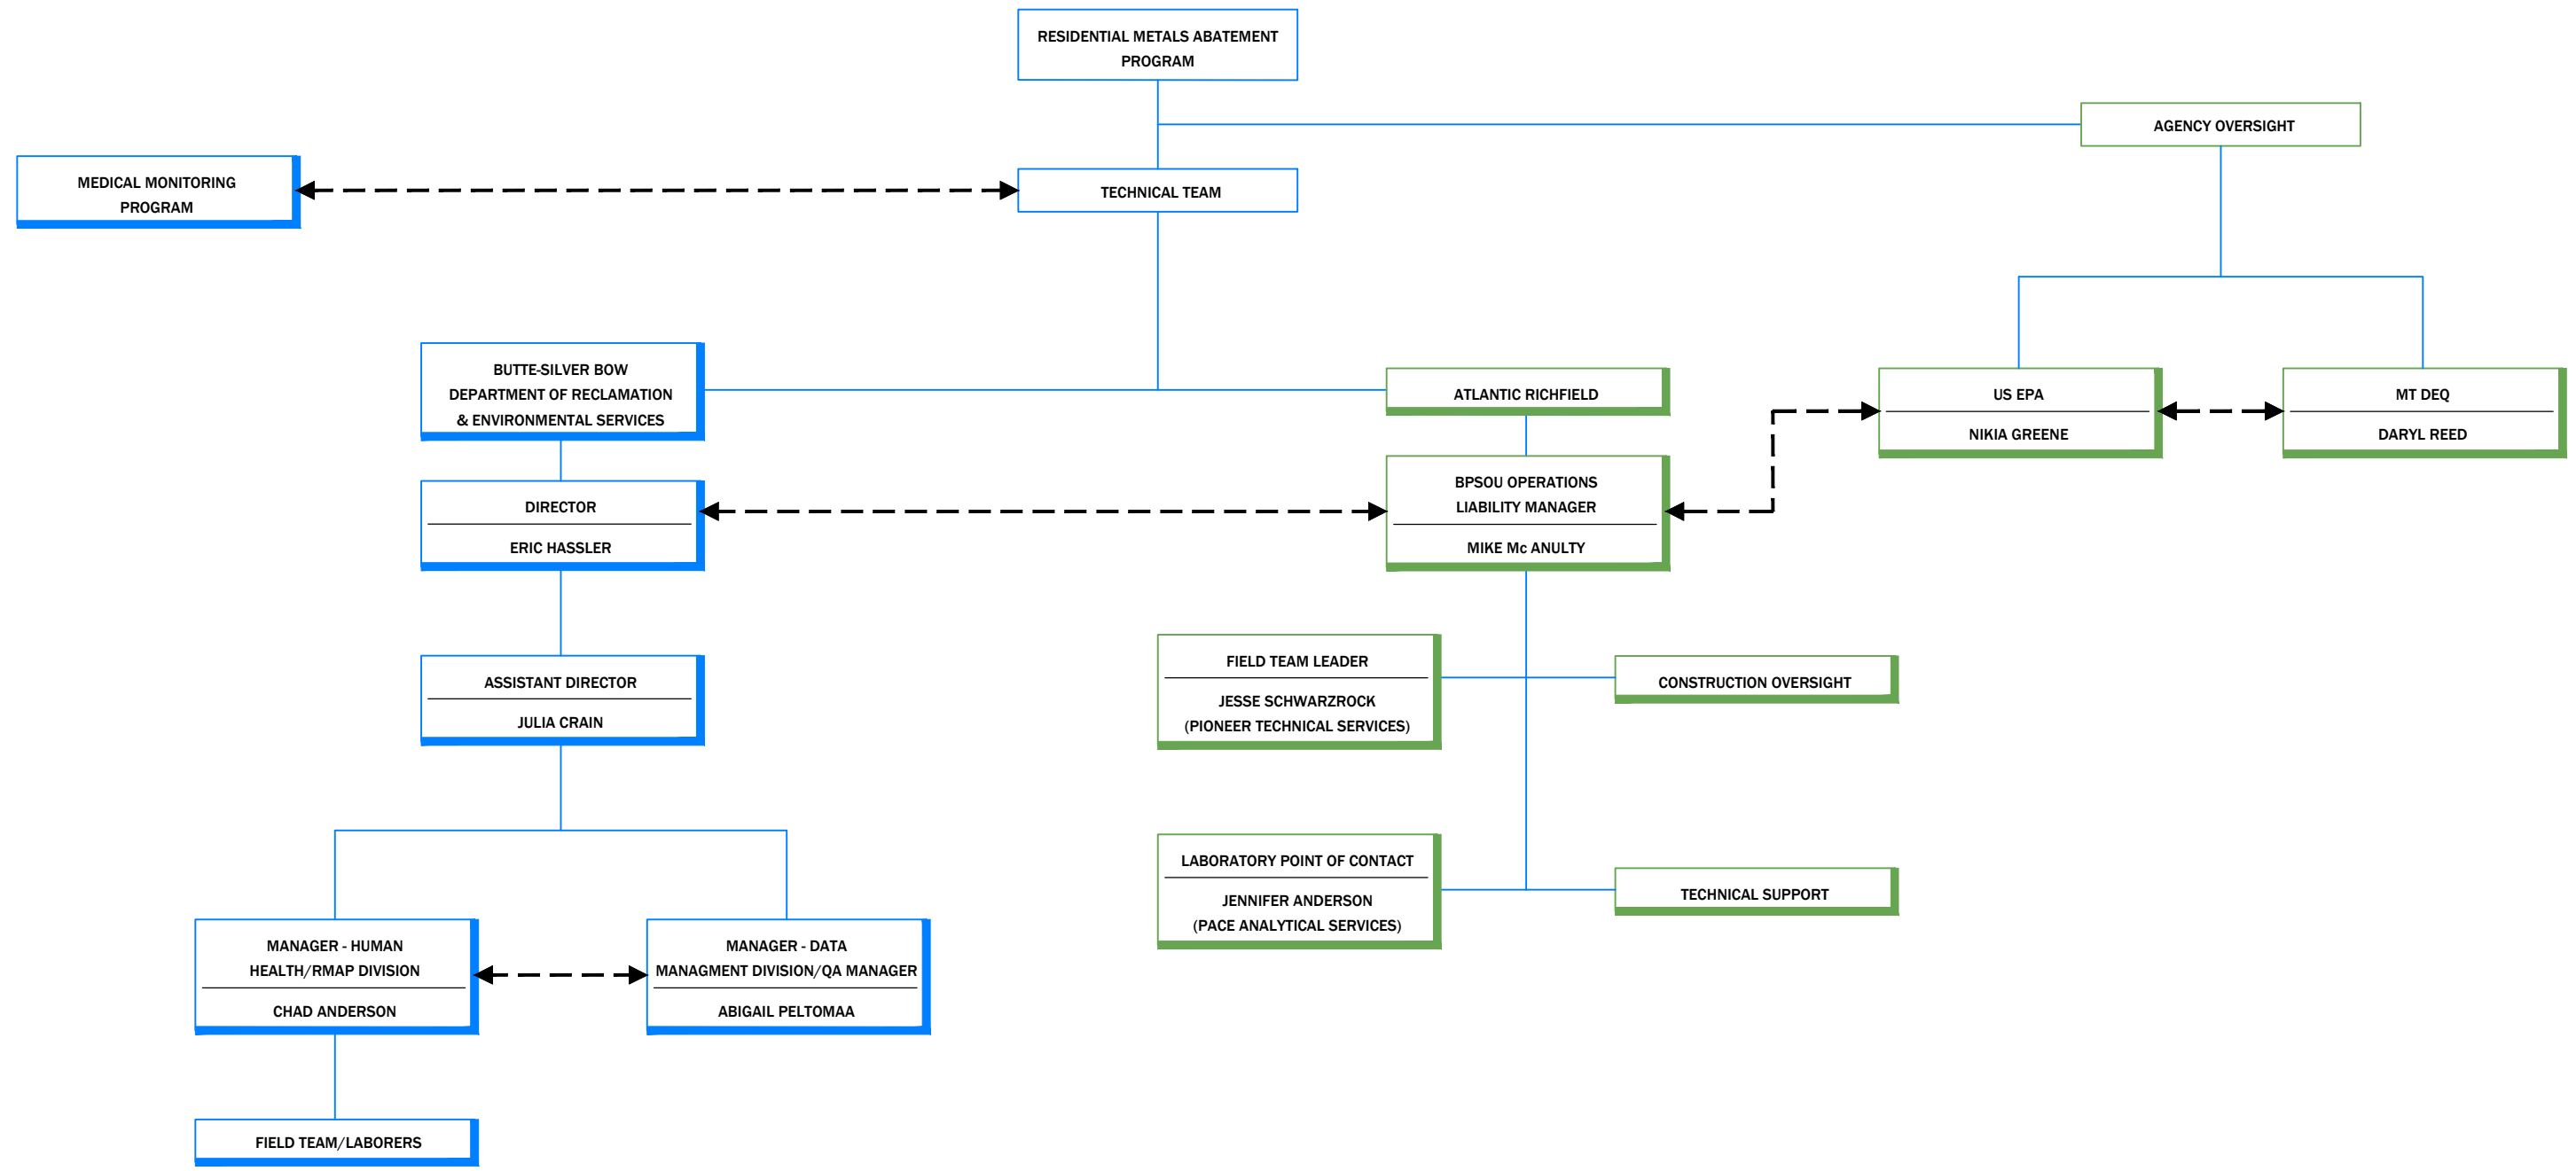 RESIDENTIAL METALS ABATEMENT
PROGRAM
AGENCY OVERSIGHT
MEDICAL MONITORING
PROGRAM
TECHNICAL TEAM
BUTTE-SILVER BOW
DEPARTMENT OF RECLAMATION
& ENVIRONMENTAL SERVICES
ATLANTIC RICHFIELD
US EPA
NIKIA GREENE
MT DEQ
DARYL REED
DIRECTOR
ERIC HASSLER
BPSOU OPERATIONS
LIABILITY MANAGER
MIKE Mc ANULTY
ASSISTANT DIRECTOR
JULIA CRAIN
FIELD TEAM LEADER
JESSE SCHWARZROCK
(PIONEER TECHNICAL SERVICES)
CONSTRUCTION OVERSIGHT
LABORATORY POINT OF CONTACT
JENNIFER ANDERSON
(PACE ANALYTICAL SERVICES)
TECHNICAL SUPPORT
MANAGER - HUMAN
HEALTH/RMAP DIVISION
CHAD ANDERSON
MANAGER - DATA
MANAGMENT DIVISION/QA MANAGER
ABIGAIL PELTOMAA
FIELD TEAM/LABORERS